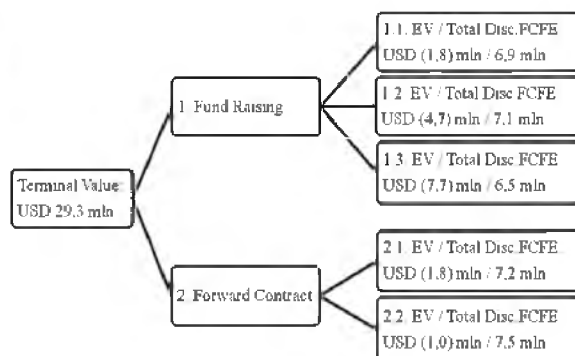 1.1. EV / Total Disc.FCFE
USD (1,8) mln / 6,9 mln
1. Fund Raising
1.2. EV / Total Disc.FCFE
USD (4,7) mln / 7.1 mln
1.3. EV / Total Disc.FCFE
USD (7.7) mln / 6.5 mln
Terminal Value:
USD 29.3 mln
2. Forward Contract
2.1. EV / Total Disc.FCFE
USD (1.8) mln / 7.2 mln
2.2. EV / Total Disc.FCFE
USD (1,0) mln / 7.5 mln